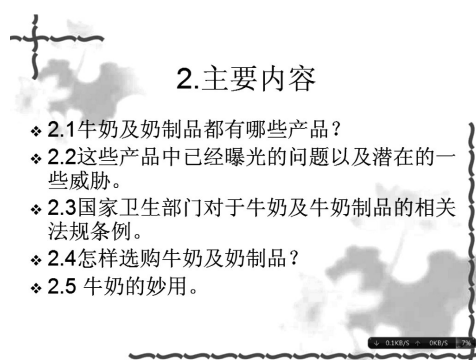 2.主要内容
2.1牛奶及奶制品都有哪些产品？
2.2这些产品中已经曝光的问题以及潜在的一
些威胁。
2.3国家卫生部门对于牛奶及牛奶制品的相关
法规条例。
2.4怎样选购牛奶及奶制品？
2.5 牛奶的妙用。
↓ 0.1KB/S ↑ 0KB/S 7%